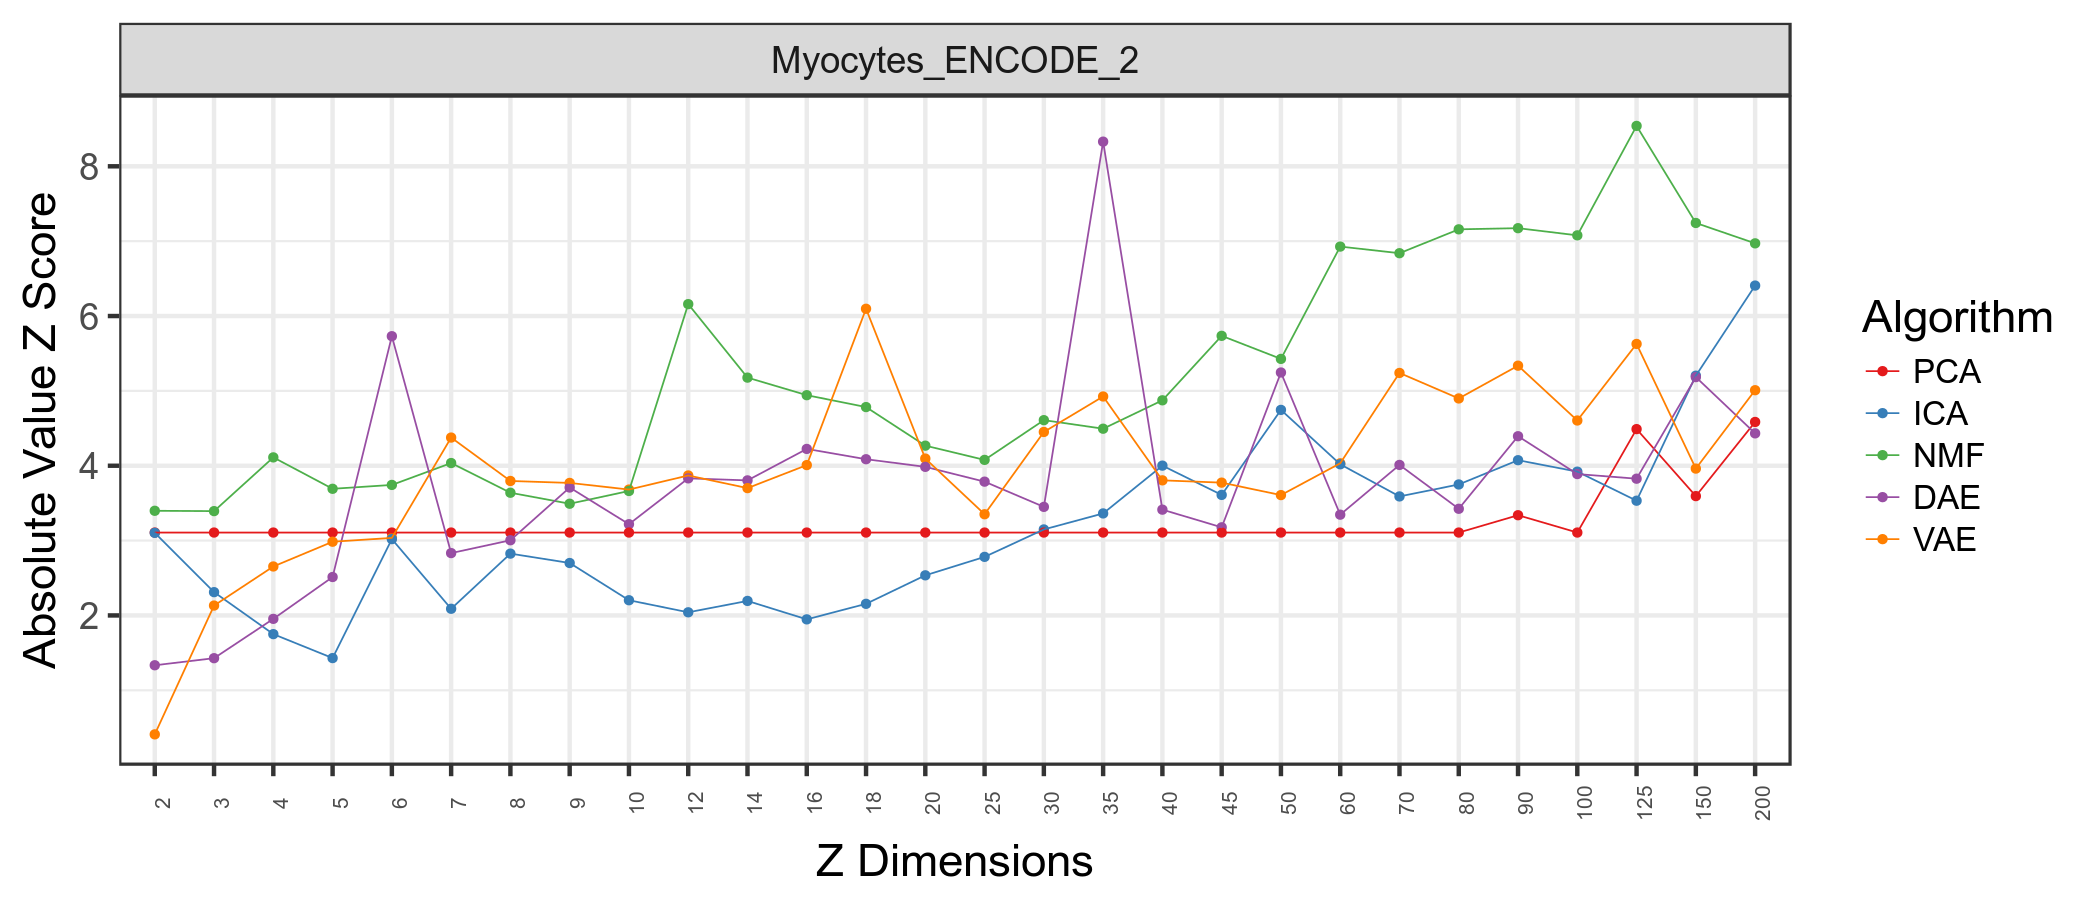 Myocytes_ENCODE_2
Absolute Value Z Score
8
6
4
2
2 3 4 5 6 7 8 9 10 12 14 16 18 20 25 30 35 40 45 50 60 70 80 90 100 125 150 200
Z Dimensions
Algorithm
PCA
ICA
NMF
DAE
VAE